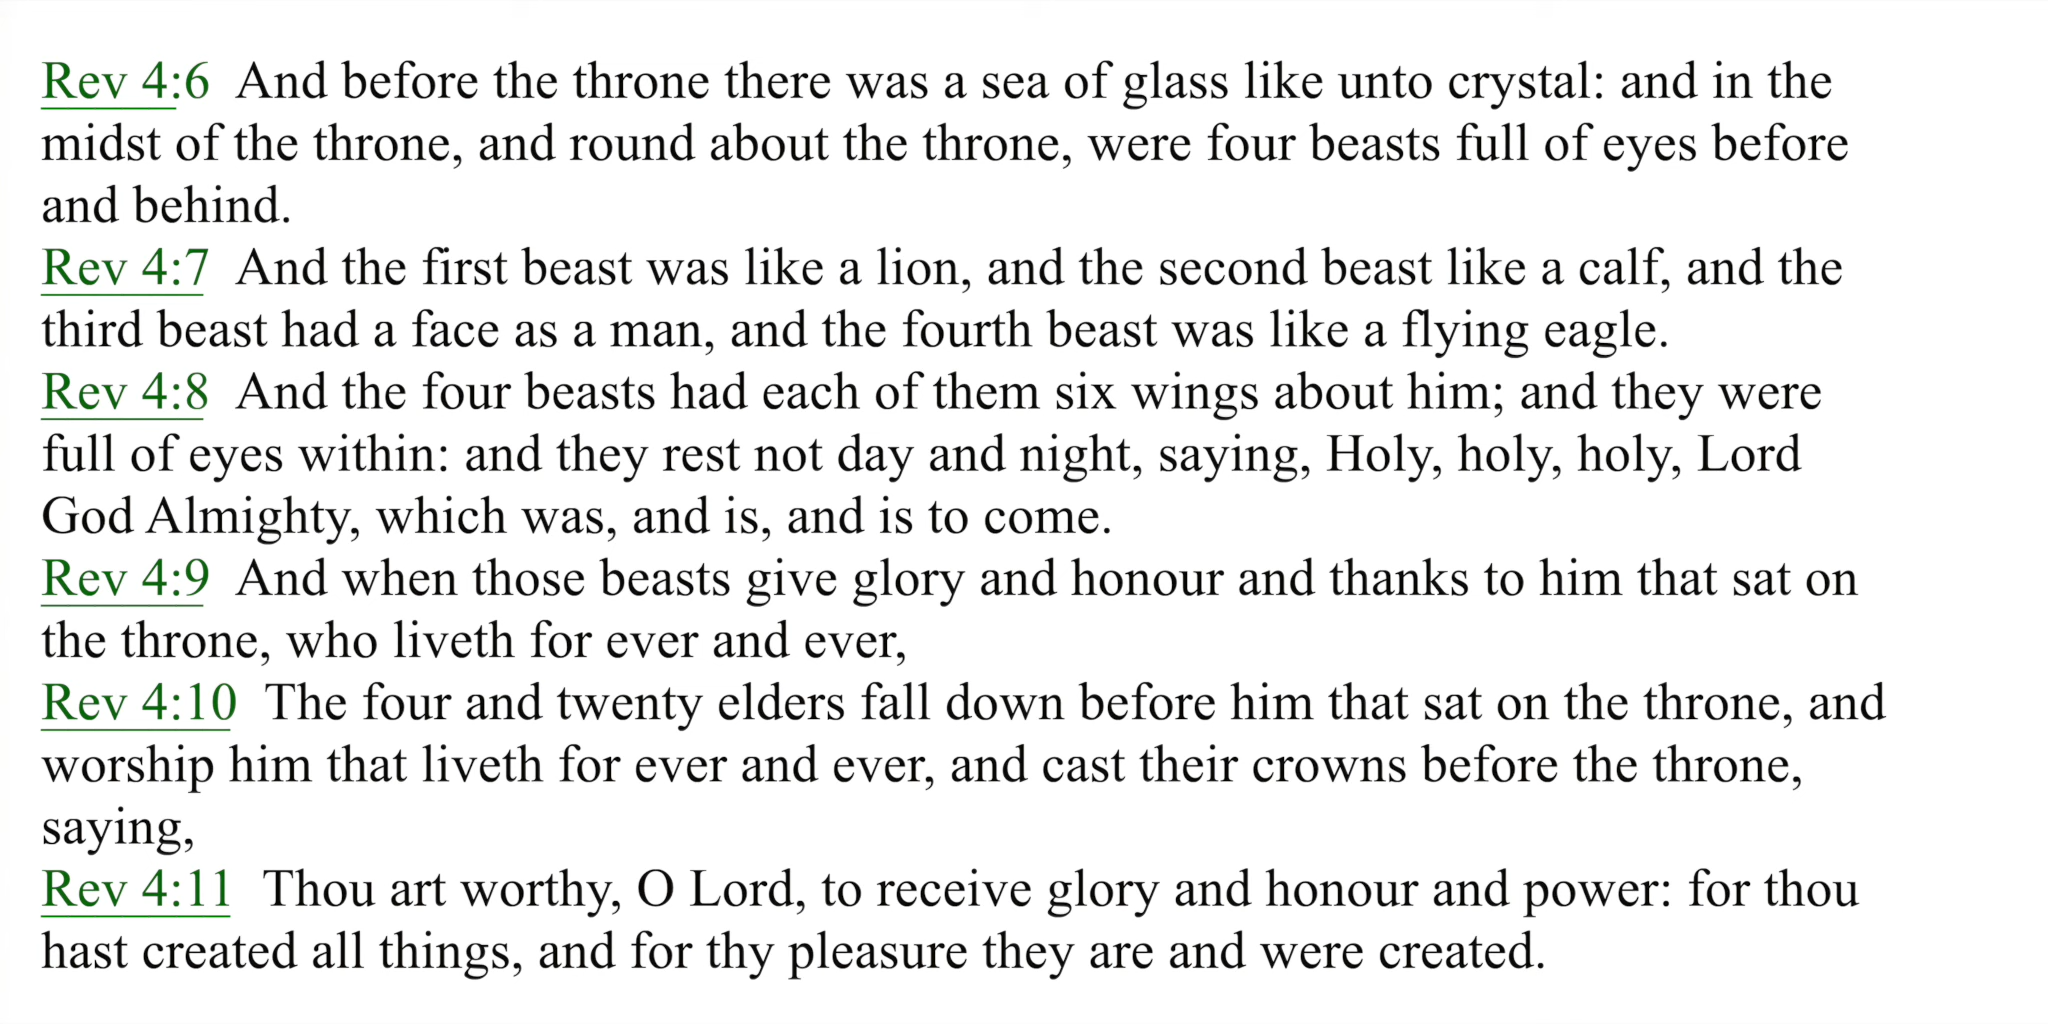 Rev 4:6  And before the throne there was a sea of glass like unto crystal: and in the
midst of the throne, and round about the throne, were four beasts full of eyes before
and behind.
Rev 4:7  And the first beast was like a lion, and the second beast like a calf, and the
third beast had a face as a man, and the fourth beast was like a flying eagle.
Rev 4:8  And the four beasts had each of them six wings about him; and they were
full of eyes within: and they rest not day and night, saying, Holy, holy, holy, Lord
God Almighty, which was, and is, and is to come.
Rev 4:9  And when those beasts give glory and honour and thanks to him that sat on
the throne, who liveth for ever and ever,
Rev 4:10  The four and twenty elders fall down before him that sat on the throne, and
worship him that liveth for ever and ever, and cast their crowns before the throne,
saying,
Rev 4:11  Thou art worthy, O Lord, to receive glory and honour and power: for thou
hast created all things, and for thy pleasure they are and were created.